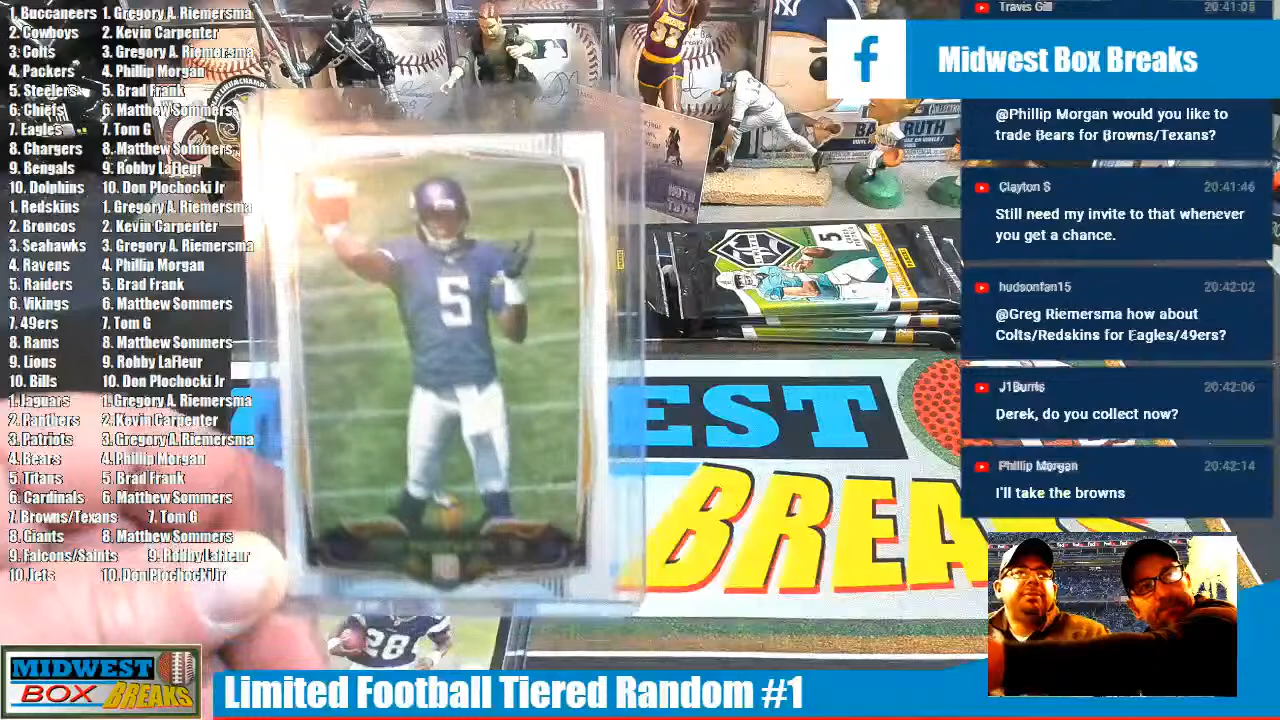 1. Buccaneers 1. Gregory A. Riemersma
2. Cowboys 2. Kevin Carpenter
3. Colts 3. Gregory A. Riemersma
4. Packers 4. Phillip Morgan
5. Steelers 5. Brad Frank
6. Chiefs 6. Matthew Sommers
7. Eagles 7. Tom G
8. Chargers 8. Matthew Sommers
9. Bengals 9. Robby LaFleur
10. Dolphins 10. Don Plochocki Jr
1. Redskins 1. Gregory A. Riemersma
2. Broncos 2. Kevin Carpenter
3. Seahawks 3. Gregory A. Riemersma
4. Ravens 4. Phillip Morgan
5. Raiders 5. Brad Frank
6. Vikings 6. Matthew Sommers
7. 49ers 7. Tom G
8. Rams 8. Matthew Sommers
9. Lions 9. Robby LaFleur
10. Bills 10. Don Plochocki Jr
1. Jaguars 1. Gregory A. Riemersma
2. Panthers 2. Kevin Carpenter
3. Patriots 3. Gregory A. Riemersma
4. Bears 4. Phillip Morgan
5. Titans 5. Brad Frank
6. Cardinals 6. Matthew Sommers
7. Browns/Texans 7. Tom G
8. Giants 8. Matthew Sommers
9. Falcons/Saints 9. Robby LaFleur
10. Jets 10. Don Plochocki Jr
5
28
32
NY
RUTH
LIMITED
5
EST
BREA
f Midwest Box Breaks
Travis Gill 20:41:05
@Phillip Morgan would you like to
trade Bears for Browns/Texans?
Clayton S 20:41:46
Still need my invite to that whenever
you get a chance.
hudsonfan15 20:42:02
@Greg Riemersma how about
Colts/Redskins for Eagles/49ers?
J1Burris 20:42:06
Derek, do you collect now?
Phillip Morgan 20:42:14
I'll take the browns
MIDWEST
BOX BREAKS
Limited Football Tiered Random #1